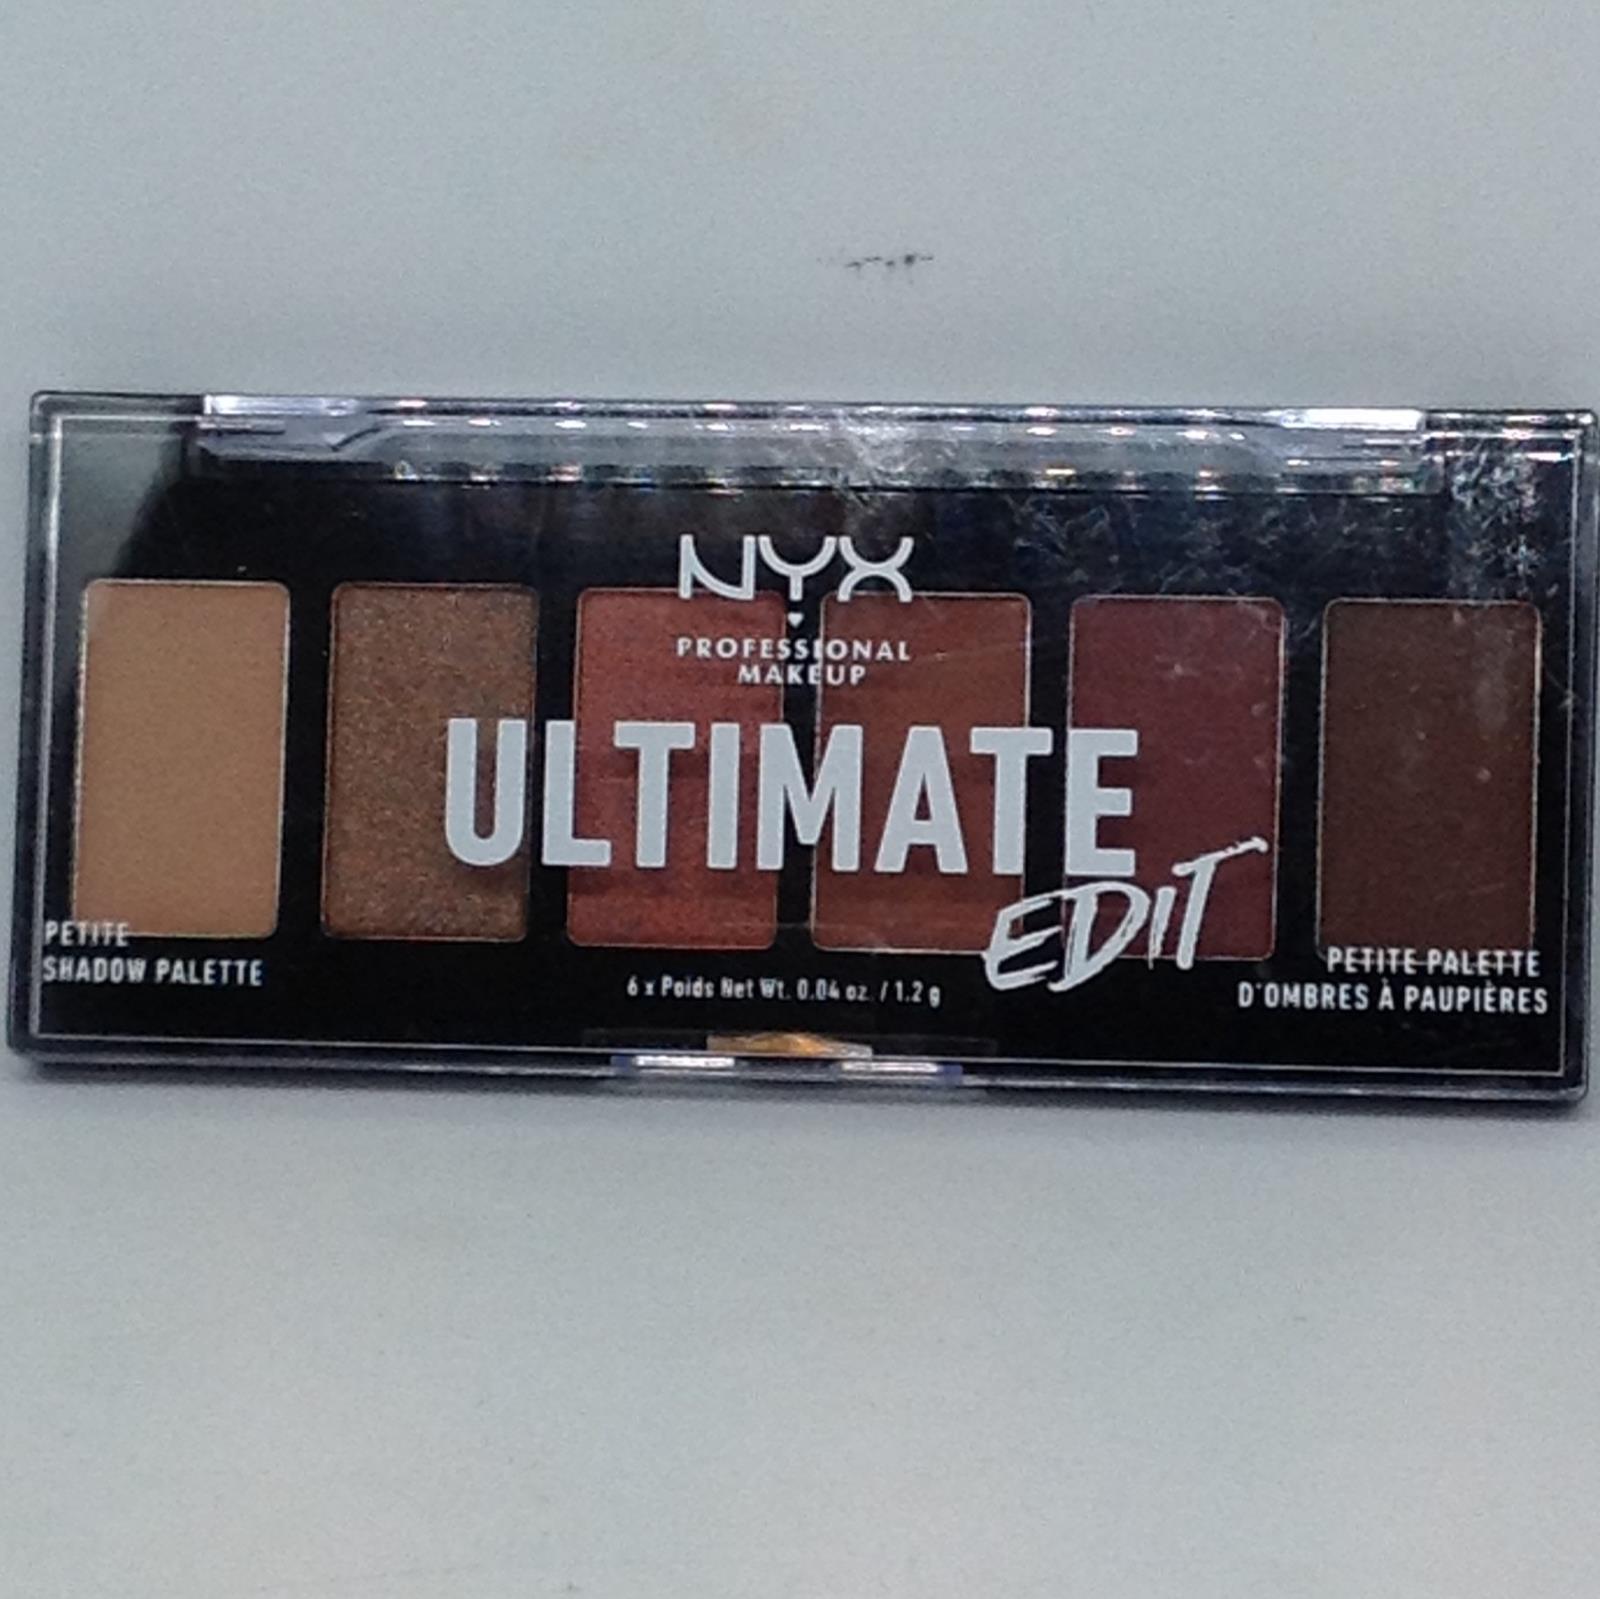 NYX
PROFESSIONAL
MAKEUP
ULTIMATE
EDIT
PETITE
SHADOW PALETTE
6 x Poids Net Wt. 0.04 oz. / 1.2 g
PETITE PALETTE
D'OMBRES À PAUPIÈRES